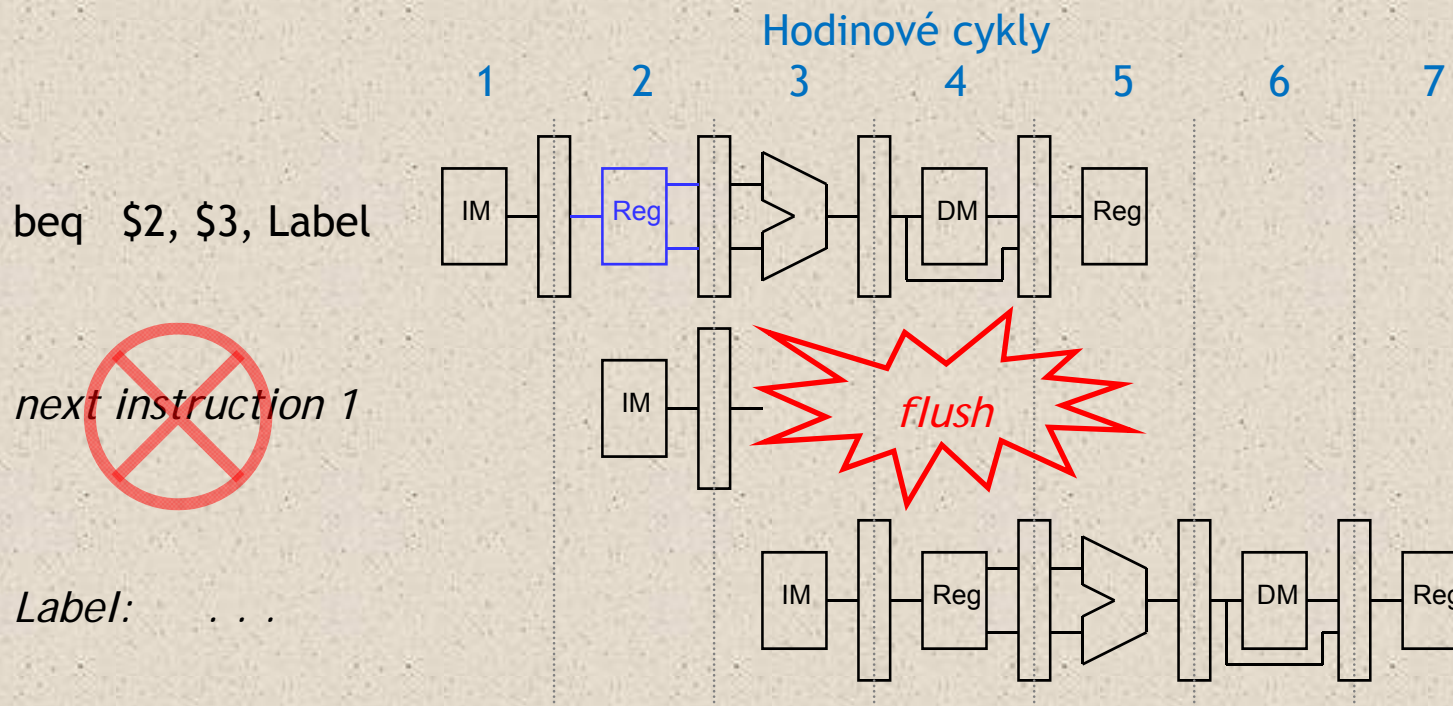 Hodinové cykly
1 2 3 4 5 6 7
beq $2, $3, Label
IM Reg DM Reg
next instruction 1
IM flush
Label: . . .
IM Reg DM Reg